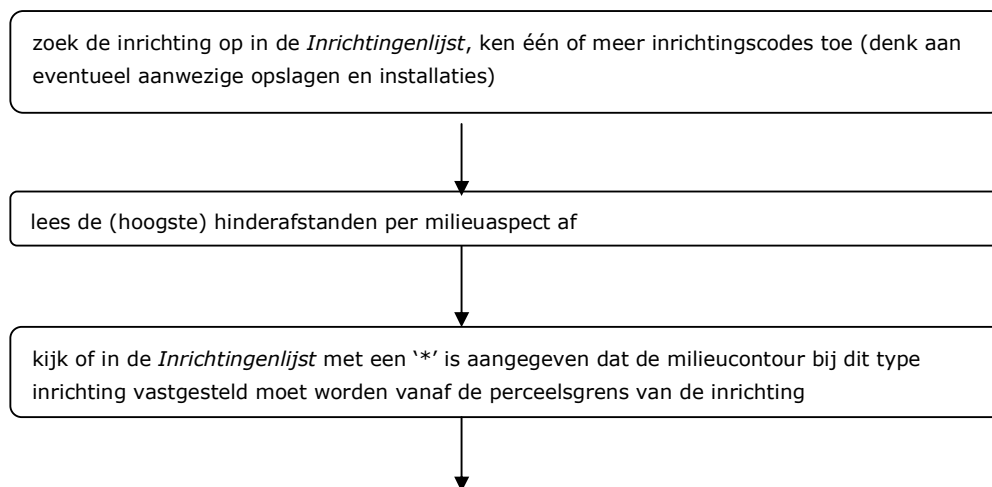 zoek de inrichting op in de Inrichtingenlijst, ken één of meer inrichtingscodes toe (denk aan
eventueel aanwezige opslagen en installaties)
lees de (hoogste) hinderafstanden per milieuaspect af
kijk of in de Inrichtingenlijst met een ‘*’ is aangegeven dat de milieucontour bij dit type
inrichting vastgesteld moet worden vanaf de perceelsgrens van de inrichting